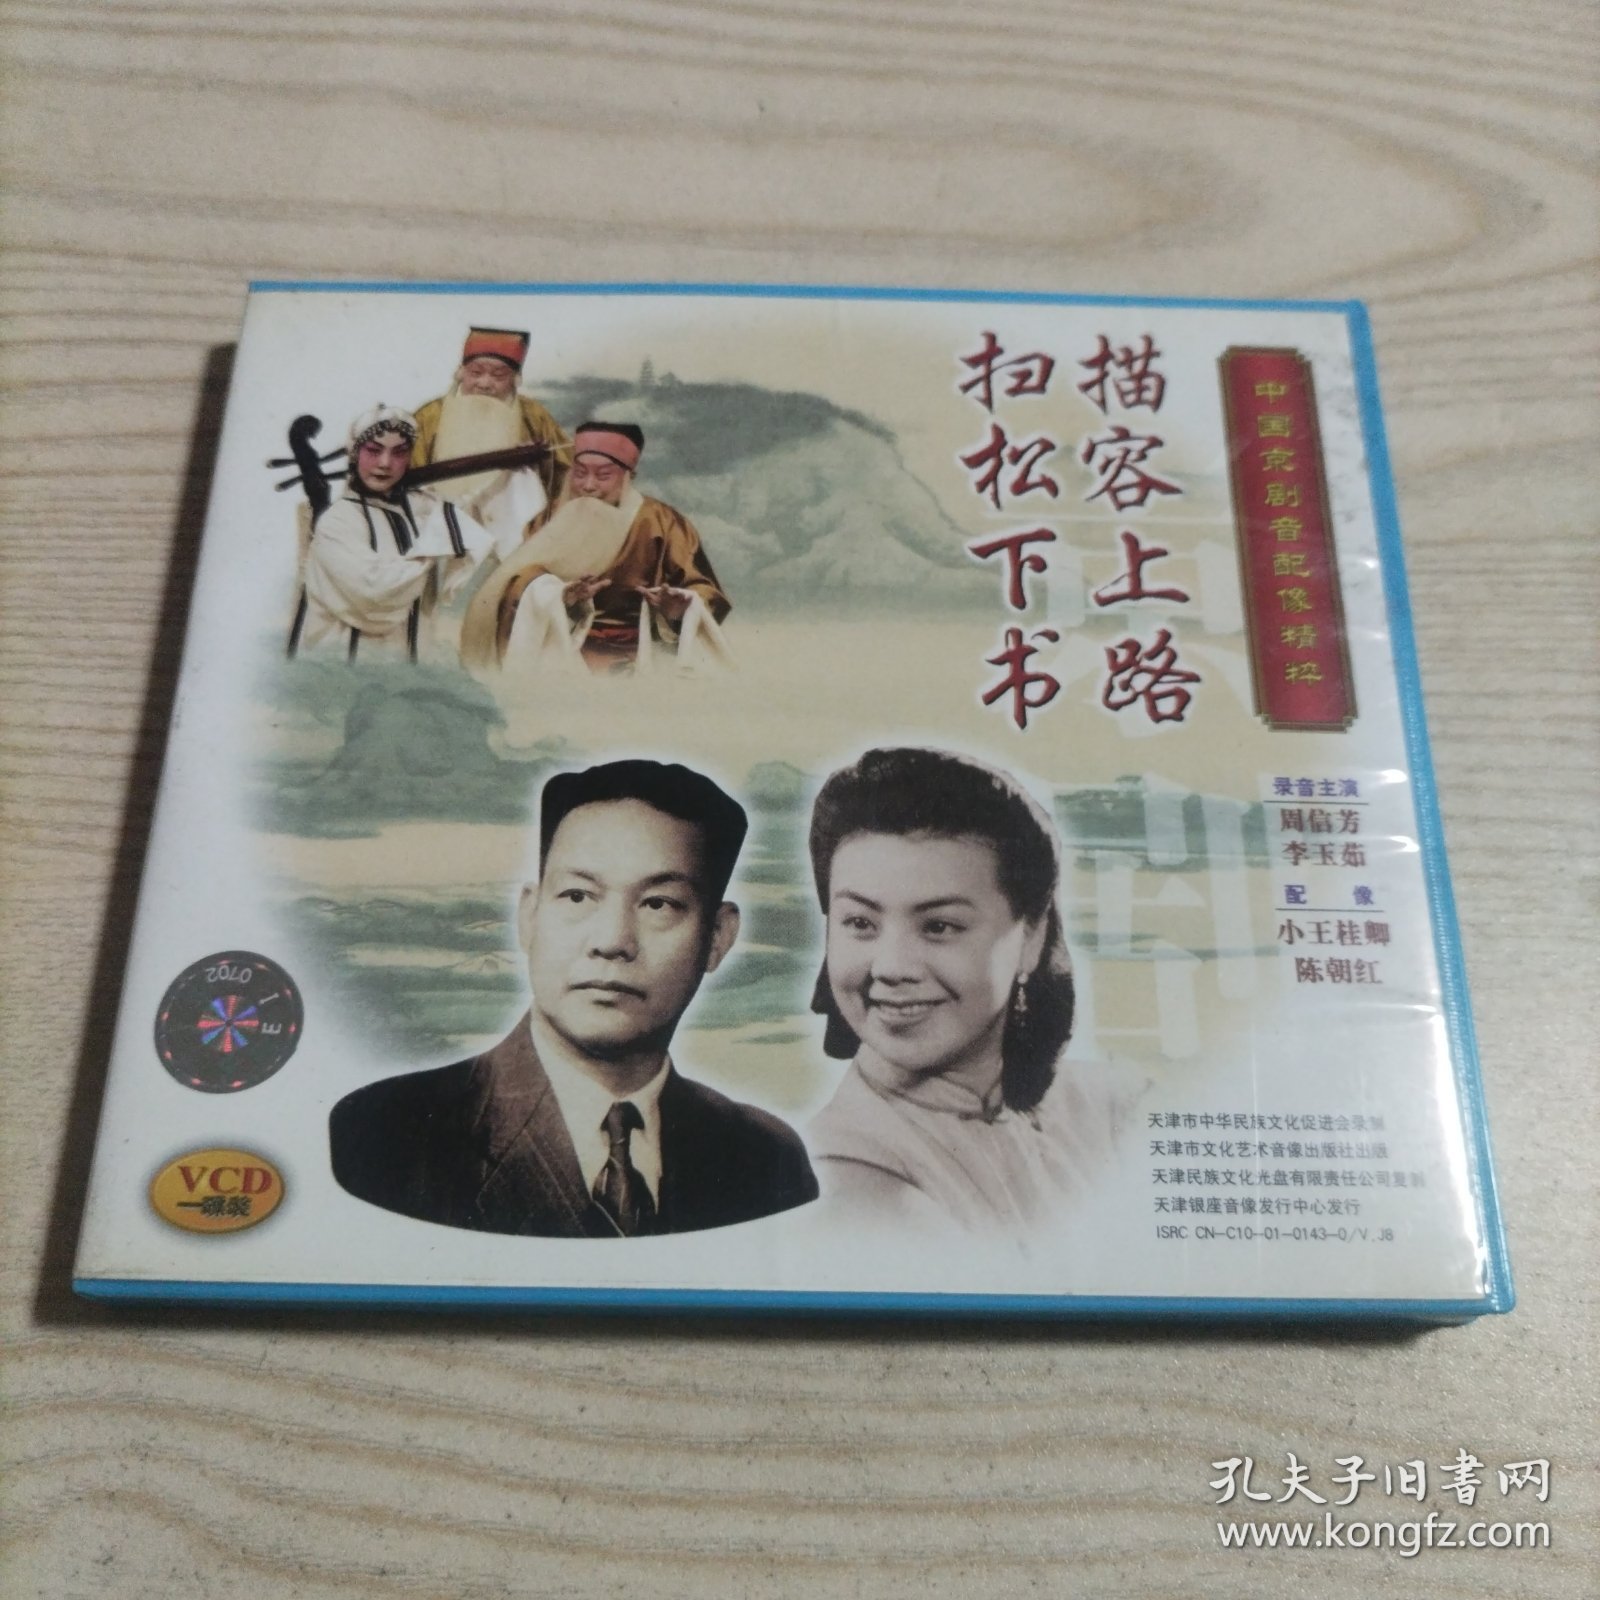 中国京剧音配像精粹
描容上路
扫松下书
录音主演
周信芳
李玉茹
配像
小王桂卿
陈朝红
0702
E
VCD
一碟装
天津市中华民族文化促进会录制
天津市文化艺术音像出版社出版
天津民族文化光盘有限责任公司复制
天津银座音像发行中心发行
ISRC CN-C10-01-0143-0/V.J8
孔夫子旧书网
www.kongfz.com